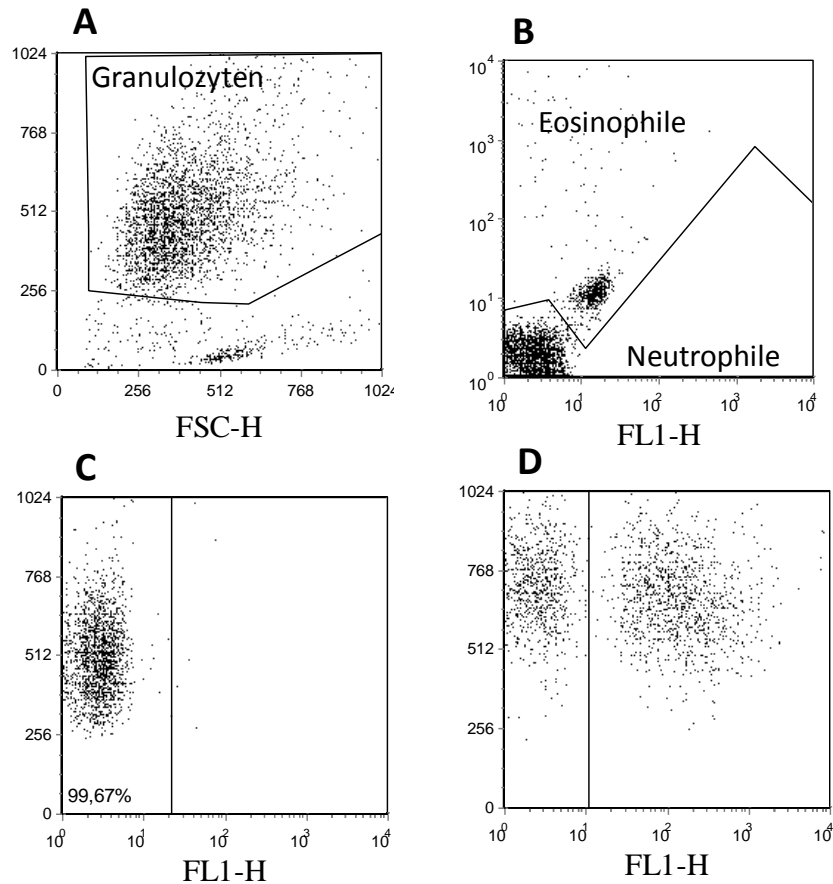 A
1024
Granulozyten
768
512
256
0
0 256 512 768 1024
FSC-H
B
10^4
Eosinophile
10^3
10^2
10^1
Neutrophile
10^0
10^0 10^1 10^2 10^3 10^4
FL1-H
C
1024
768
512
256
99,67%
0
10^0 10^1 10^2 10^3 10^4
FL1-H
D
1024
768
512
256
0
10^0 10^1 10^2 10^3 10^4
FL1-H